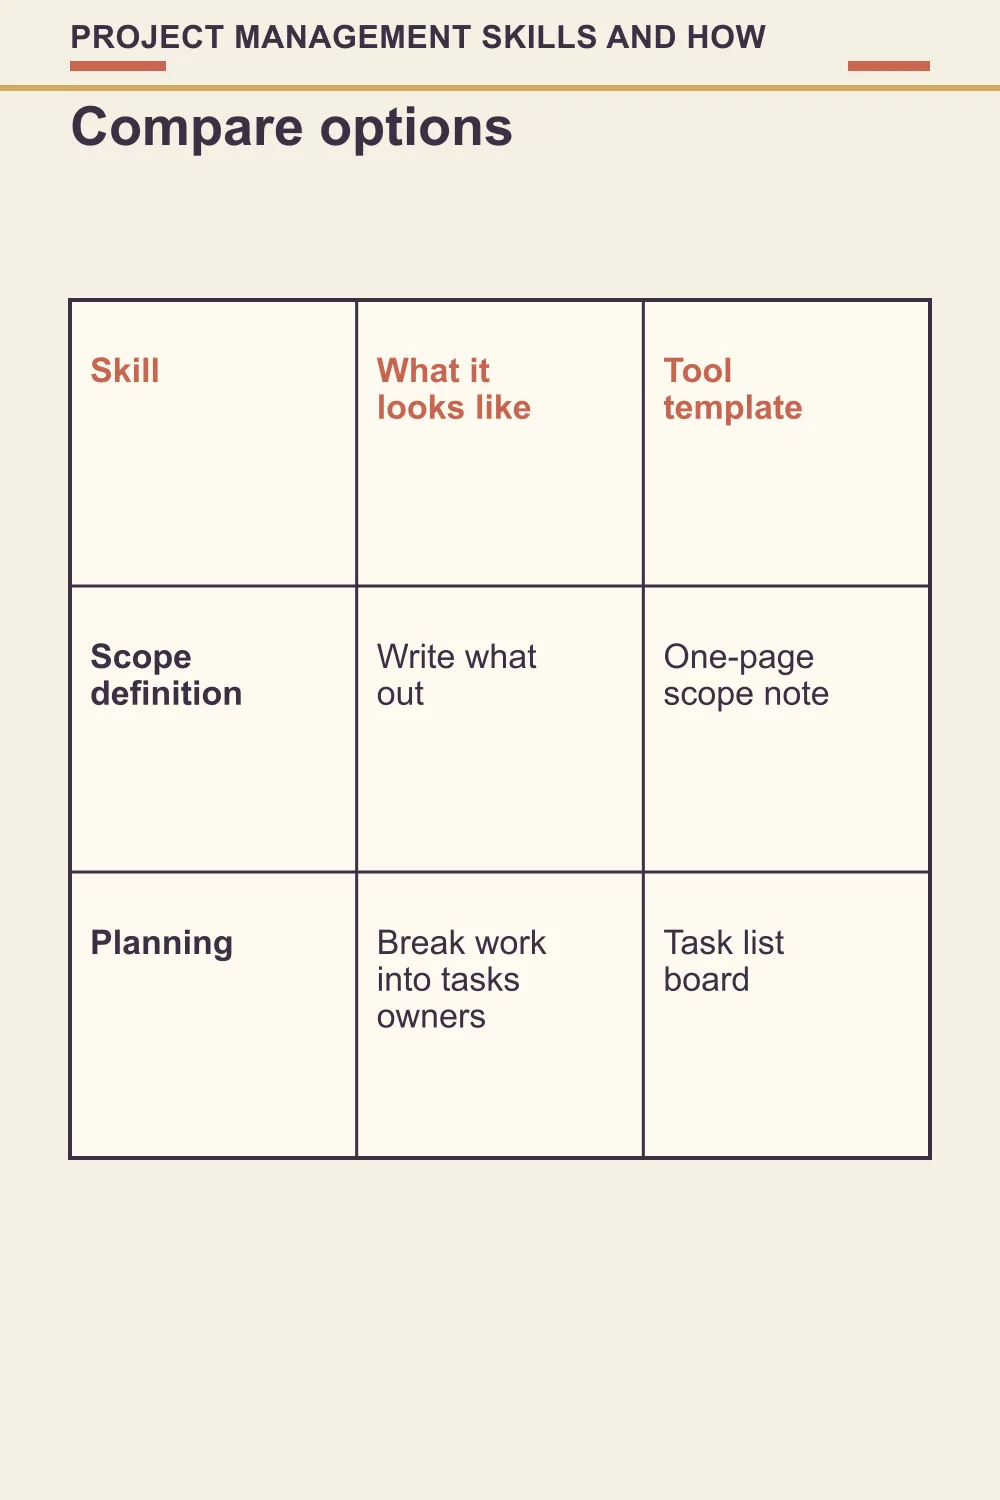 PROJECT MANAGEMENT SKILLS AND HOW
Compare options
Skill
What it
looks like
Tool
template
Scope
definition
Write what
out
One-page
scope note
Planning
Break work
into tasks
owners
Task list
board